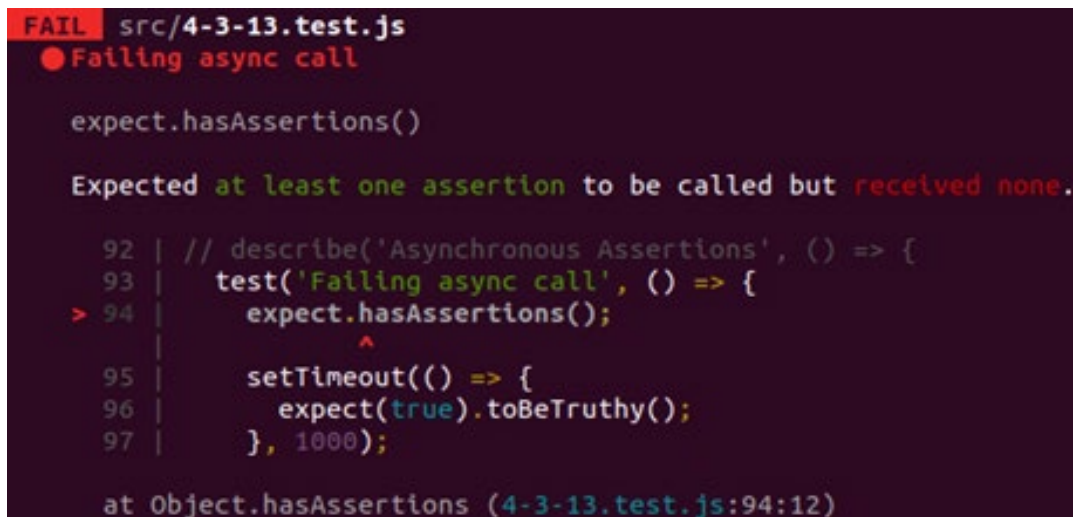 FAIL src/4-3-13.test.js
● Failing async call
expect.hasAssertions()
Expected at least one assertion to be called but received none.
92 | // describe('Asynchronous Assertions', () => {
93 |     test('Failing async call', () => {
> 94 |       expect.hasAssertions();
|              ^
95 |       setTimeout(() => {
96 |         expect(true).toBeTruthy();
97 |       }, 1000);
at Object.hasAssertions (4-3-13.test.js:94:12)